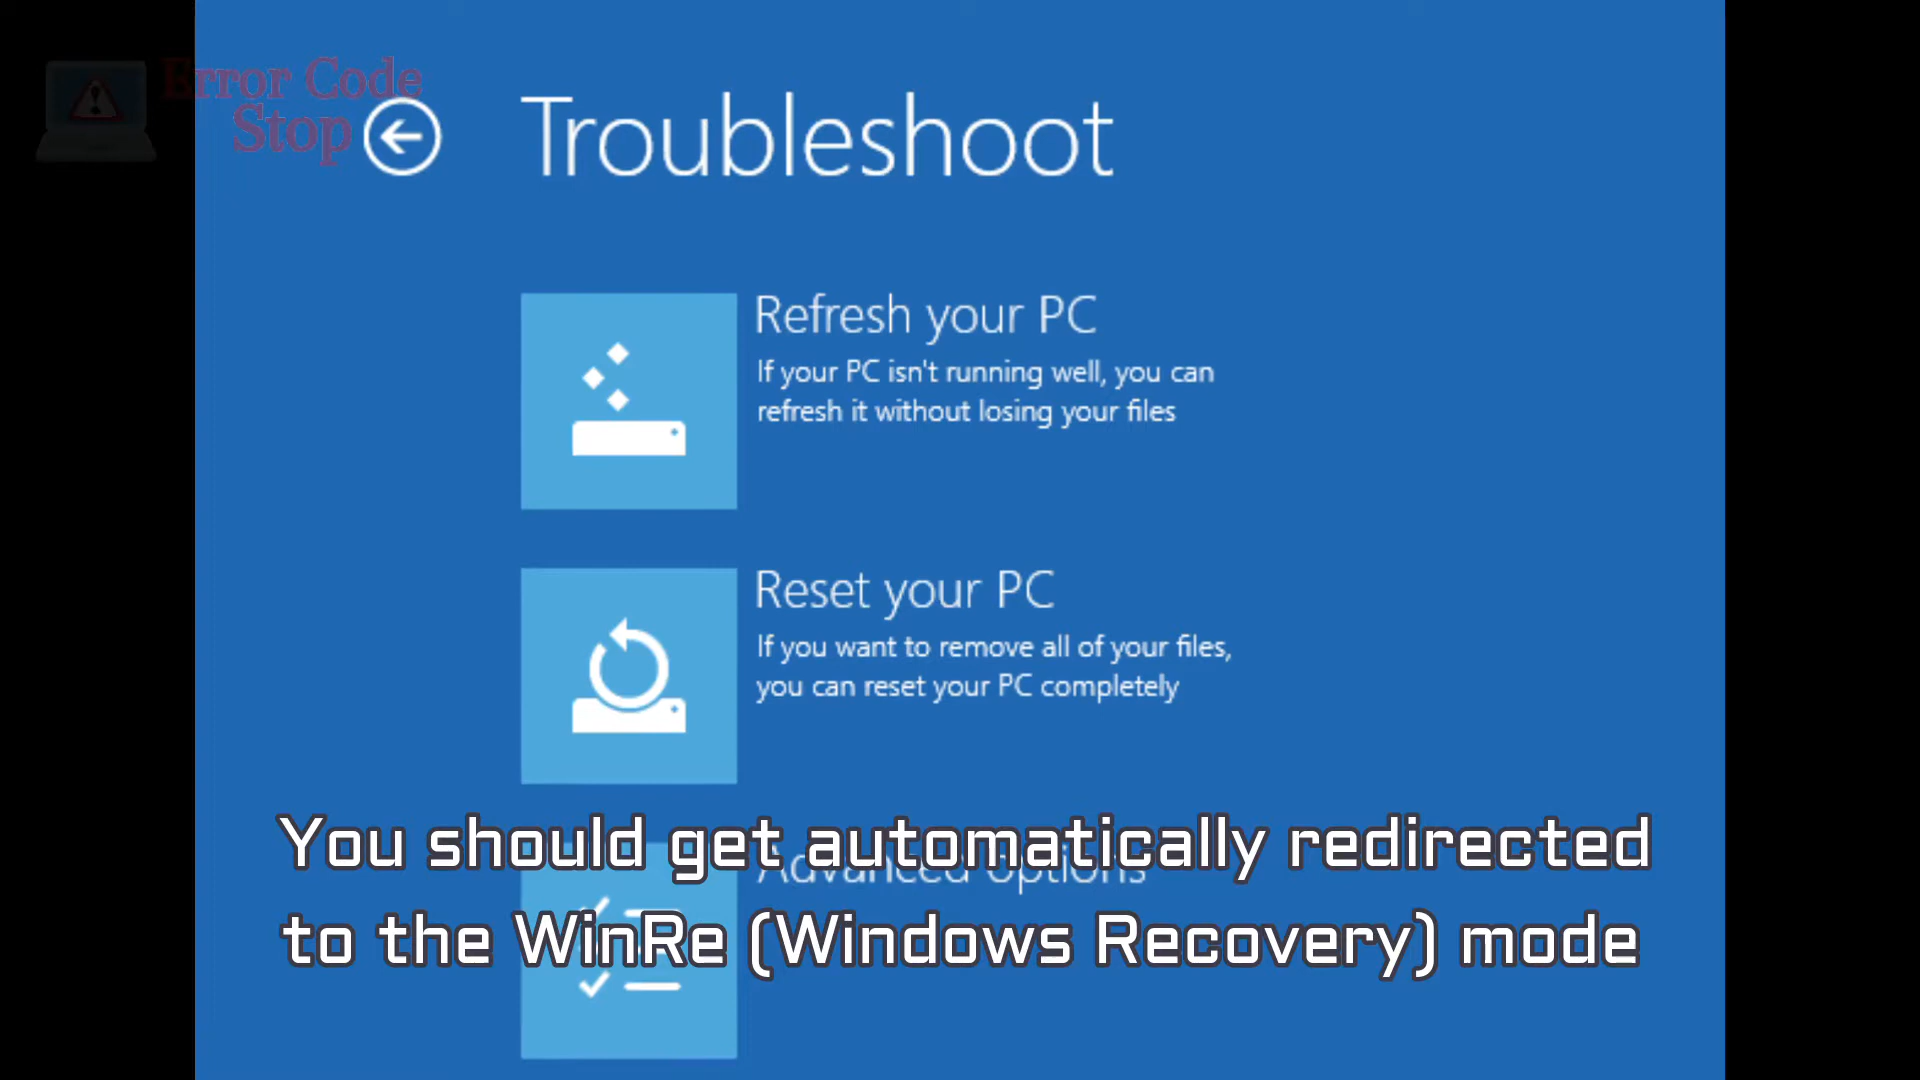 Error Code
Stop
Troubleshoot
Refresh your PC
If your PC isn't running well, you can
refresh it without losing your files
Reset your PC
If you want to remove all of your files,
you can reset your PC completely
Advanced options
You should get automatically redirected
to the WinRe (Windows Recovery) mode